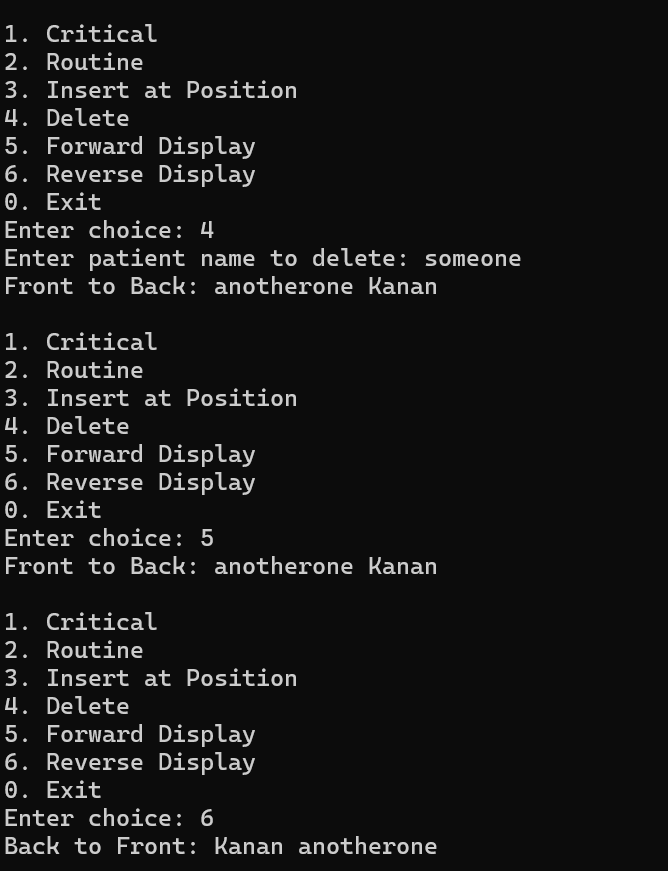 1. Critical
2. Routine
3. Insert at Position
4. Delete
5. Forward Display
6. Reverse Display
0. Exit
Enter choice: 4
Enter patient name to delete: someone
Front to Back: anotherone Kanan

1. Critical
2. Routine
3. Insert at Position
4. Delete
5. Forward Display
6. Reverse Display
0. Exit
Enter choice: 5
Front to Back: anotherone Kanan

1. Critical
2. Routine
3. Insert at Position
4. Delete
5. Forward Display
6. Reverse Display
0. Exit
Enter choice: 6
Back to Front: Kanan anotherone